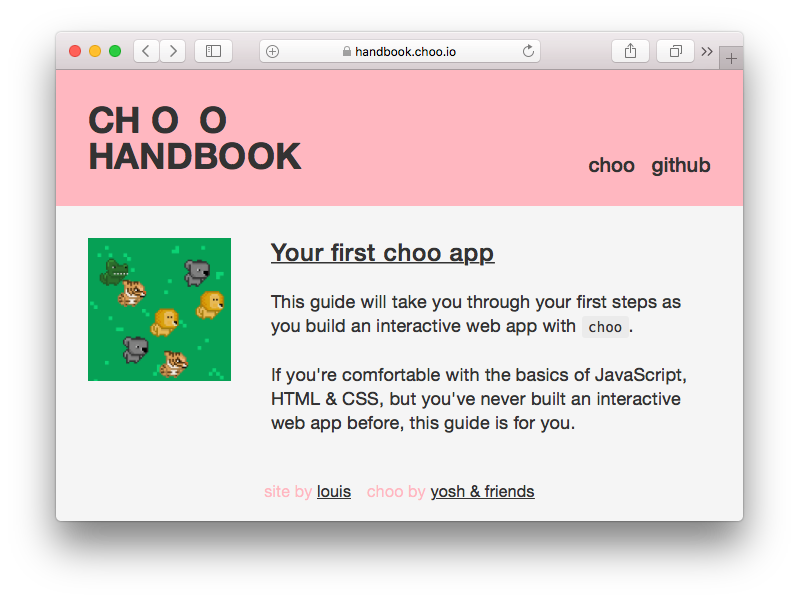 handbook.choo.io
CH O O
HANDBOOK
choo github
Your first choo app
This guide will take you through your first steps as
you build an interactive web app with choo.
If you're comfortable with the basics of JavaScript,
HTML & CSS, but you've never built an interactive
web app before, this guide is for you.
site by louis choo by yosh & friends